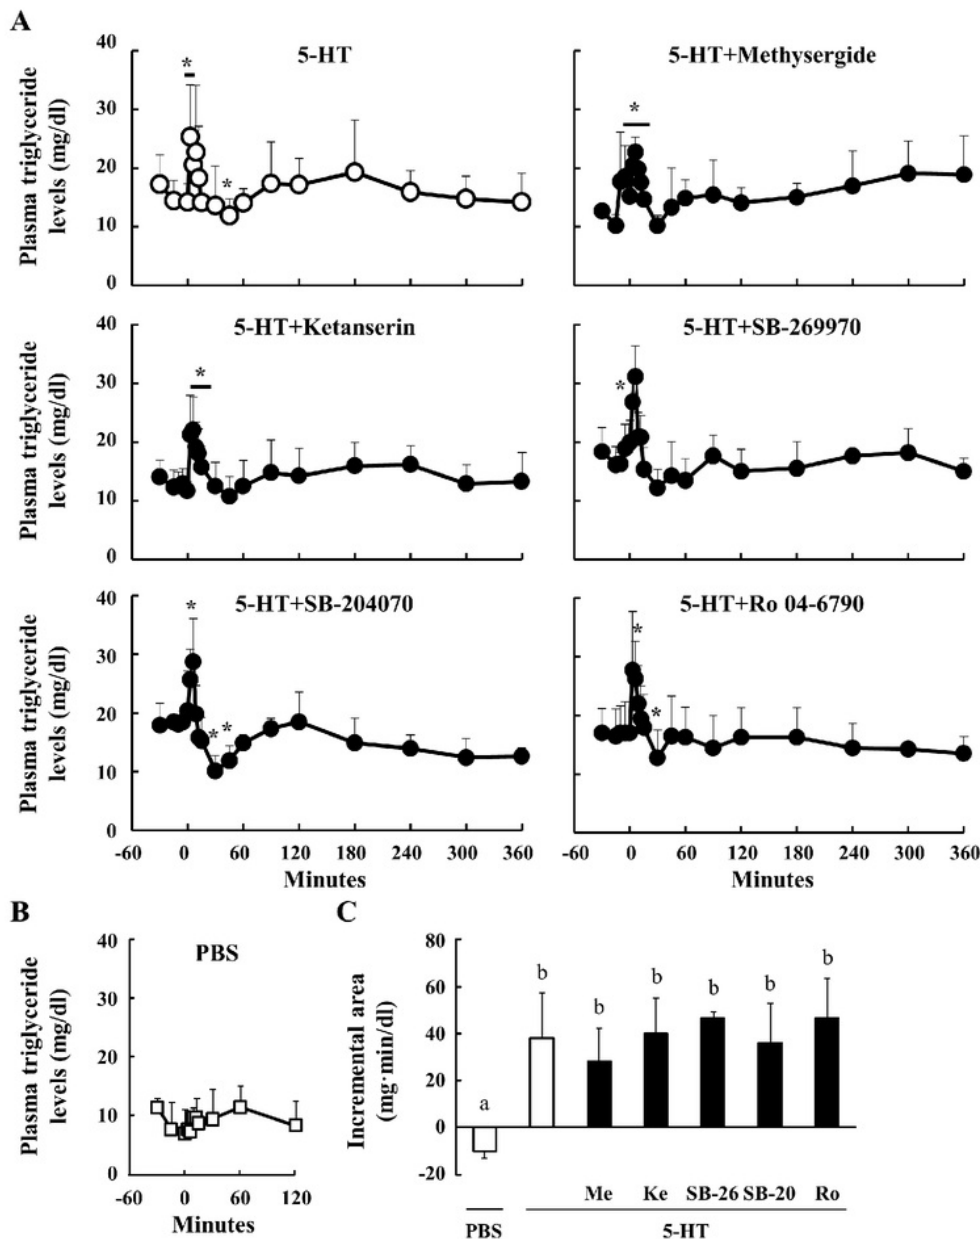 A
5-HT
5-HT+Methysergide
Plasma triglyceride
levels (mg/dl)
40
30
20
10
0
*
*
*
5-HT+Ketanserin
5-HT+SB-269970
Plasma triglyceride
levels (mg/dl)
40
30
20
10
0
*
*
5-HT+SB-204070
5-HT+Ro 04-6790
Plasma triglyceride
levels (mg/dl)
40
30
20
10
0
*
*
*
*
*
-60 0 60 120 180 240 300 360
-60 0 60 120 180 240 300 360
Minutes
Minutes
B
PBS
Plasma triglyceride
levels (mg/dl)
40
30
20
10
0
-60 0 60 120
Minutes
C
Incremental area
(mg·min/dl)
80
60
40
20
0
-20
a
b
b
b
b
b
b
Me Ke SB-26 SB-20 Ro
PBS
5-HT